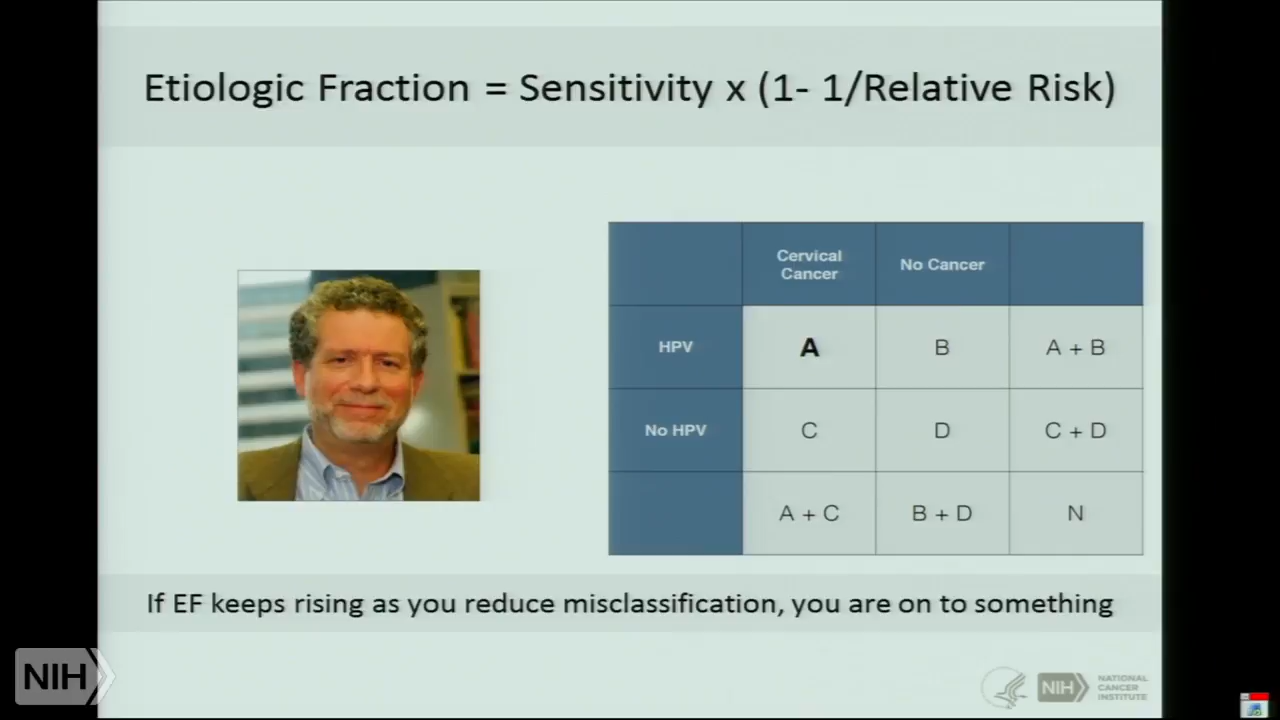 Etiologic Fraction = Sensitivity x (1- 1/Relative Risk)
Cervical
Cancer
No Cancer
HPV
A
B
A + B
No HPV
C
D
C + D
A + C
B + D
N
If EF keeps rising as you reduce misclassification, you are on to something
NIH
NIH
NATIONAL
CANCER
INSTITUTE